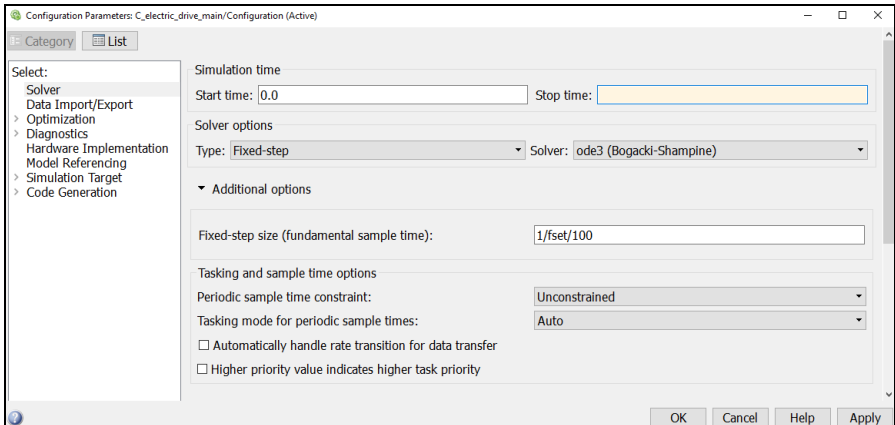 Configuration Parameters: C_electric_drive_main/Configuration (Active)
Category List
Select:
Solver
Data Import/Export
Optimization
Diagnostics
Hardware Implementation
Model Referencing
Simulation Target
Code Generation
Simulation time
Start time: 0.0 Stop time:
Solver options
Type: Fixed-step Solver: ode3 (Bogacki-Shampine)
Additional options
Fixed-step size (fundamental sample time): 1/fset/100
Tasking and sample time options
Periodic sample time constraint: Unconstrained
Tasking mode for periodic sample times: Auto
Automatically handle rate transition for data transfer
Higher priority value indicates higher task priority
OK Cancel Help Apply